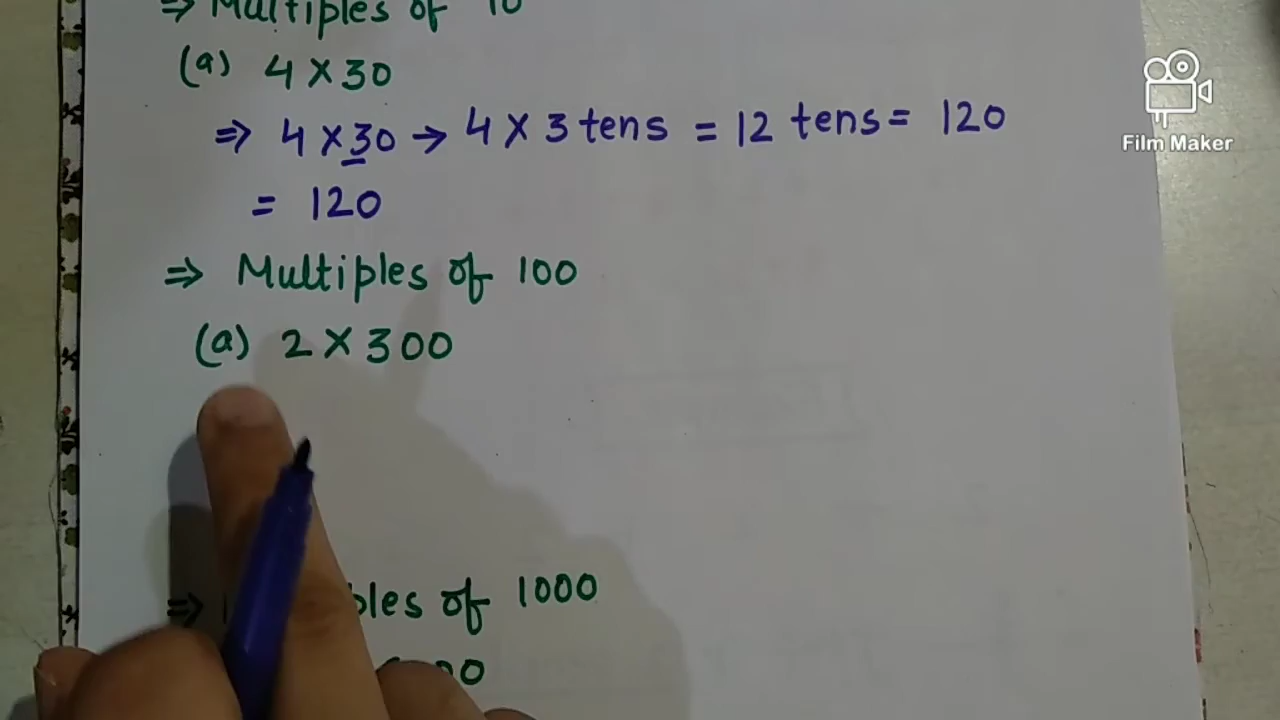 ⇒ Multiples of 10
(a) 4 × 30
⇒ 4 × 30 → 4 × 3 tens = 12 tens = 120
= 120
⇒ Multiples of 100
(a) 2 × 300
⇒ of 1000
Film Maker